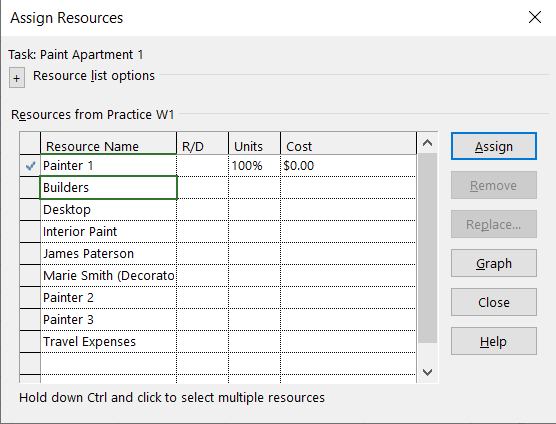 Assign Resources
Task: Paint Apartment 1
+ Resource list options
Resources from Practice W1
Resource Name R/D Units Cost
Painter 1 100% $0.00
Builders
Desktop
Interior Paint
James Paterson
Marie Smith (Decorato
Painter 2
Painter 3
Travel Expenses
Assign
Remove
Replace...
Graph
Close
Help
Hold down Ctrl and click to select multiple resources